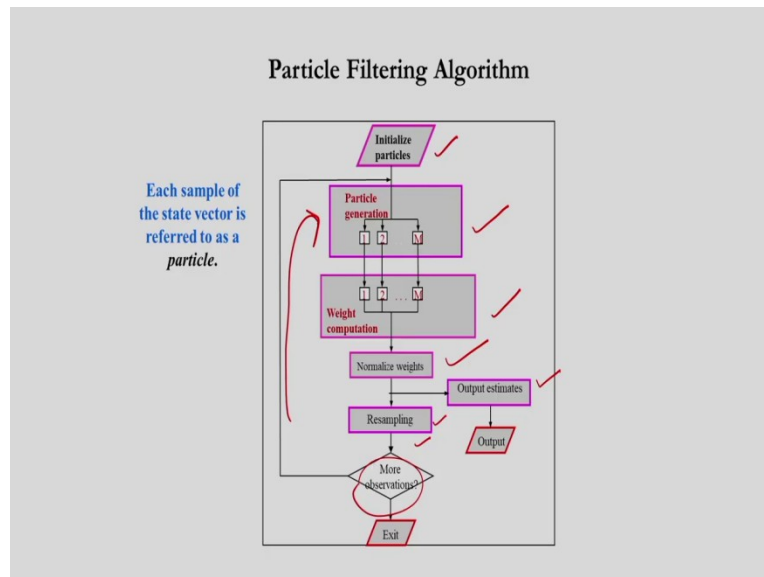 Particle Filtering Algorithm
Each sample of
the state vector is
referred to as a
particle.
Initialize
particles
Particle
generation
1 2 M
1 2 ... M
Weight
computation
Normalize weights
Output estimates
Resampling
Output
More
observations?
Exit